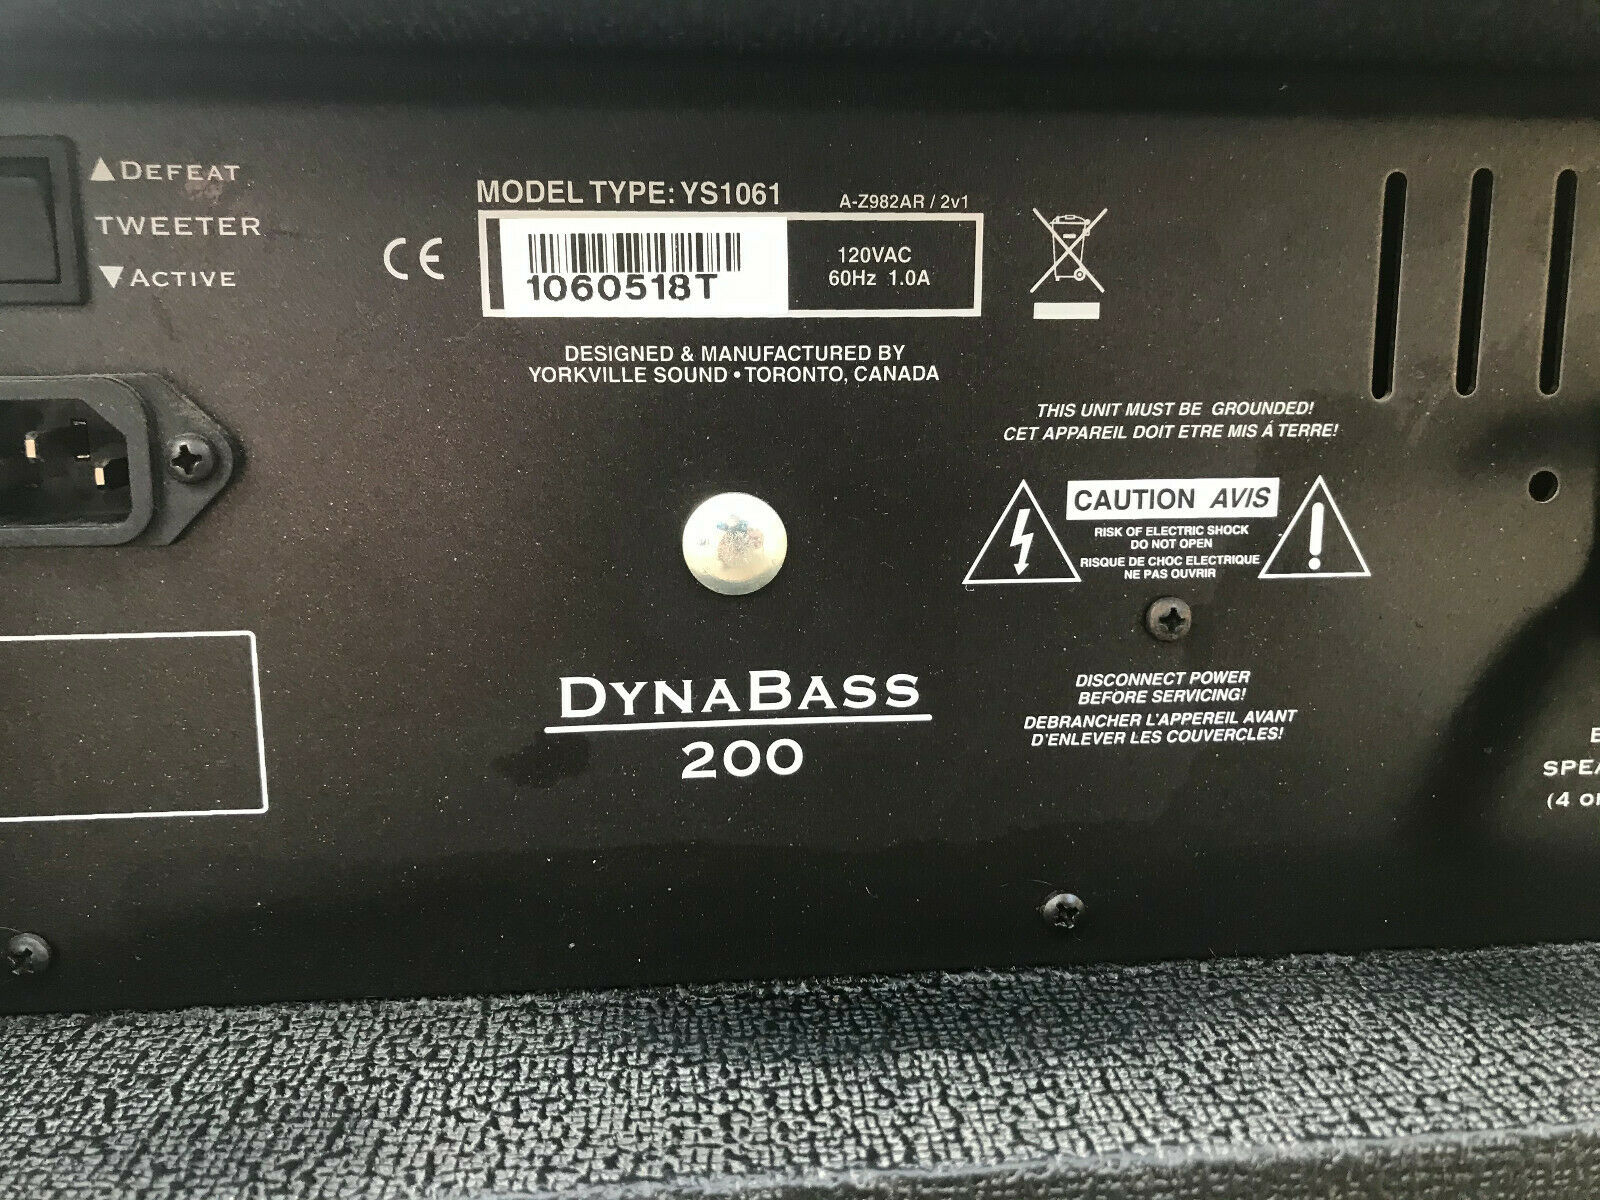 ▲DEFEAT
TWEETER
▼ACTIVE
MODEL TYPE: YS1061
A-Z982AR / 2v1
CE
1060518T
120VAC
60Hz 1.0A
DESIGNED & MANUFACTURED BY
YORKVILLE SOUND • TORONTO, CANADA
THIS UNIT MUST BE GROUNDED!
CET APPAREIL DOIT ETRE MIS Á TERRE!
CAUTION AVIS
RISK OF ELECTRIC SHOCK
DO NOT OPEN
RISQUE DE CHOC ELECTRIQUE
NE PAS OUVRIR
DISCONNECT POWER
BEFORE SERVICING!
DEBRANCHER L'APPEREIL AVANT
D'ENLEVER LES COUVERCLES!
DYNABASS
200
(4